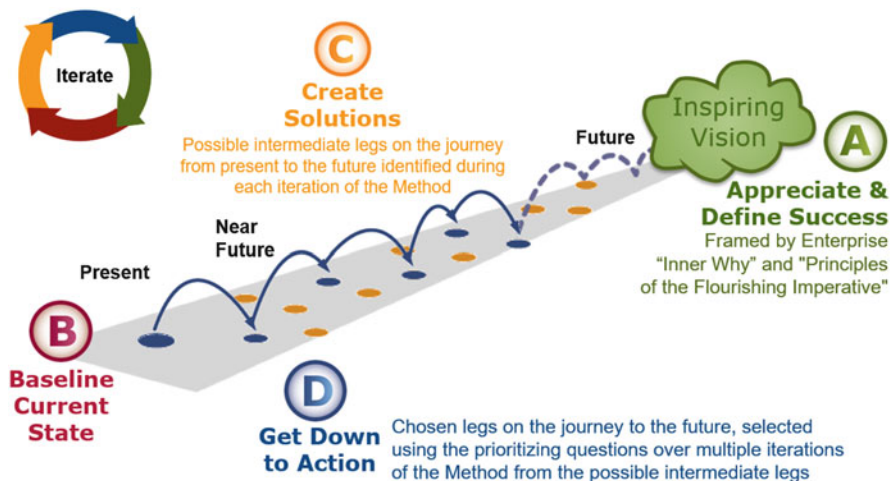 Iterate
C
Create
Solutions
Possible intermediate legs on the journey
from present to the future identified during
each iteration of the Method
Future
Inspiring
Vision
A
Appreciate &
Define Success
Framed by Enterprise
“Inner Why” and "Principles
of the Flourishing Imperative"
Near
Future
Present
B
Baseline
Current
State
D
Get Down
to Action
Chosen legs on the journey to the future, selected
using the prioritizing questions over multiple iterations
of the Method from the possible intermediate legs